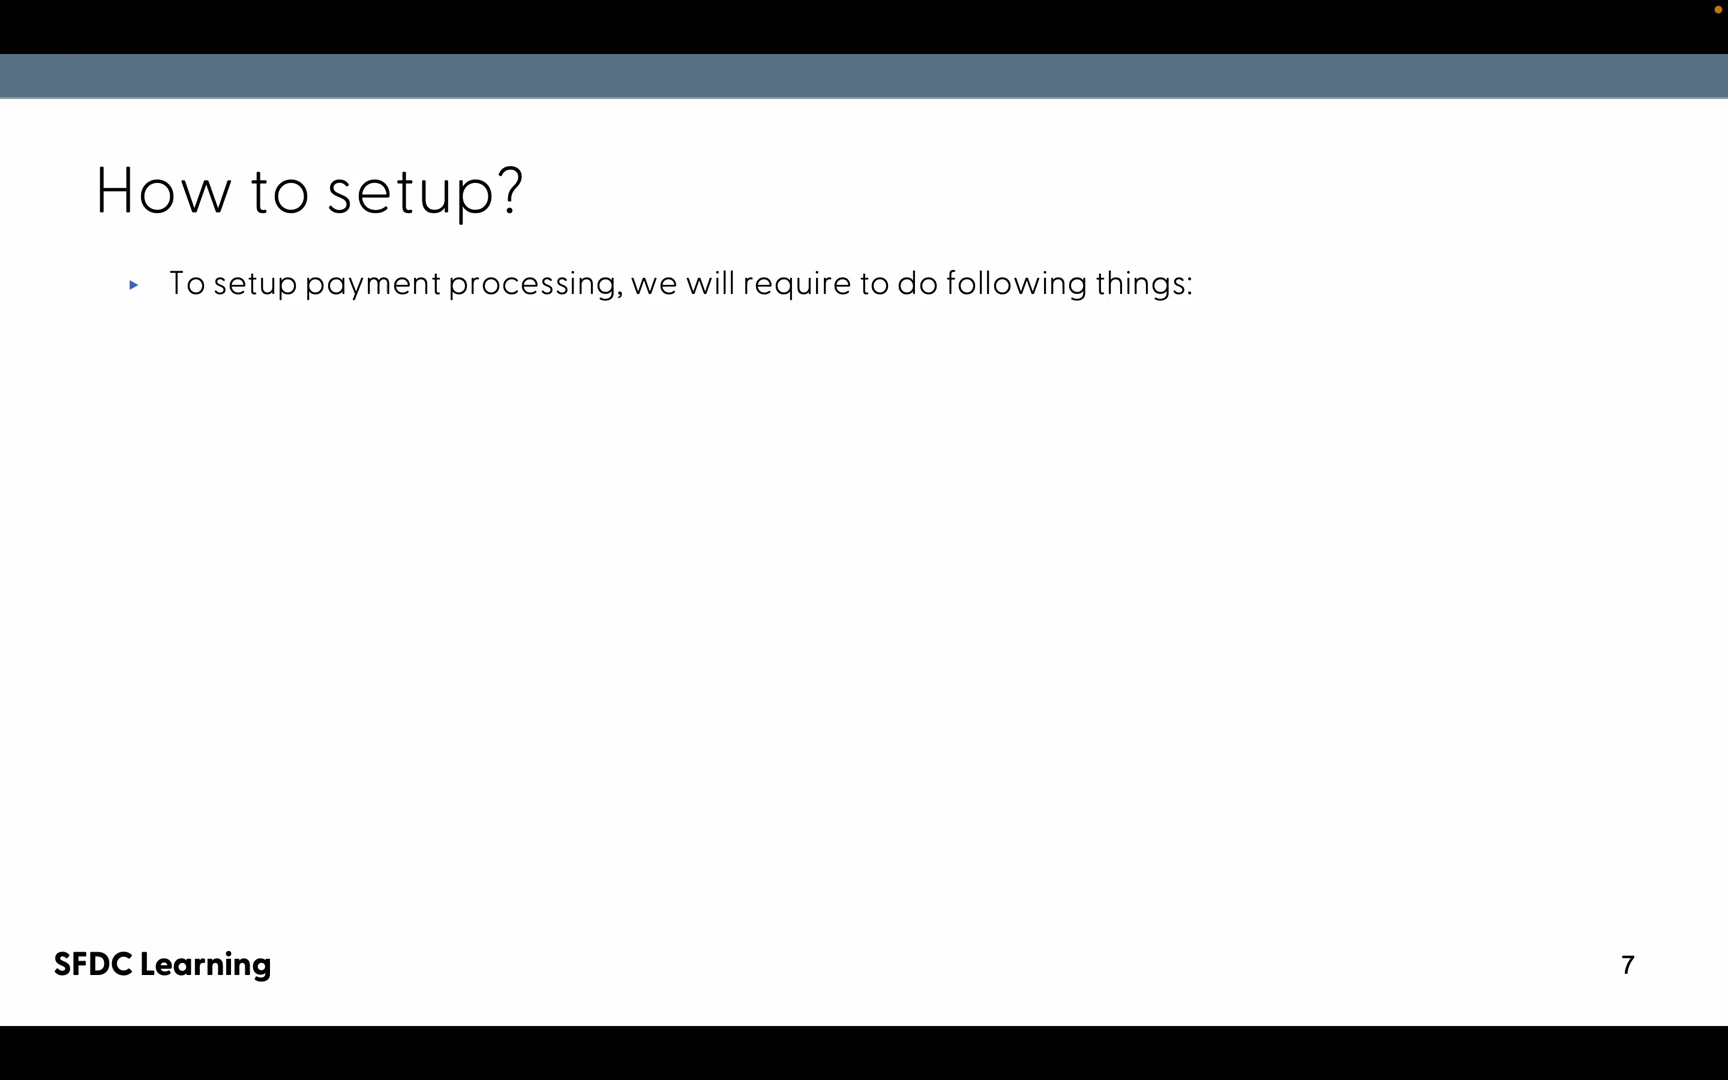 How to setup?
To setup payment processing, we will require to do following things:
SFDC Learning
7